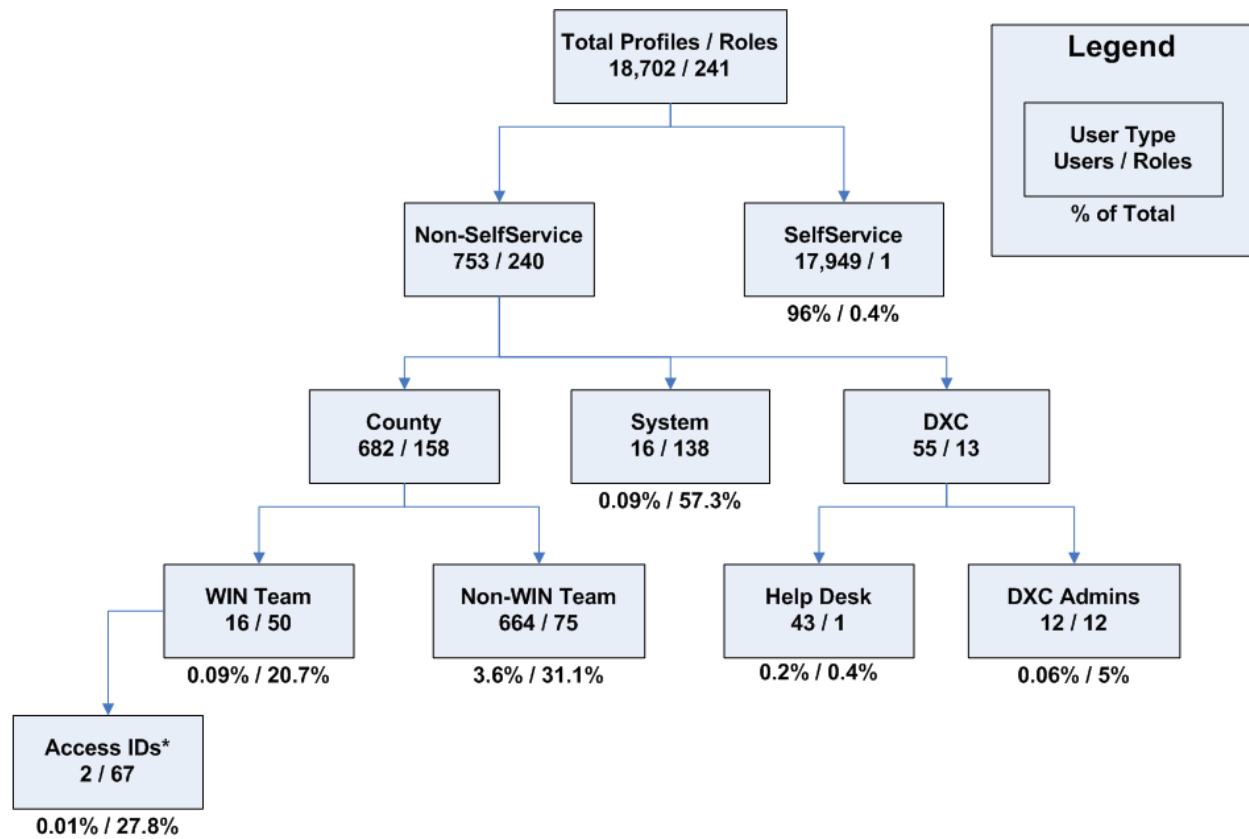 Total Profiles / Roles
18,702 / 241
Legend
User Type
Users / Roles
% of Total
Non-SelfService
753 / 240
SelfService
17,949 / 1
96% / 0.4%
County
682 / 158
System
16 / 138
0.09% / 57.3%
DXC
55 / 13
WIN Team
16 / 50
0.09% / 20.7%
Non-WIN Team
664 / 75
3.6% / 31.1%
Help Desk
43 / 1
0.2% / 0.4%
DXC Admins
12 / 12
0.06% / 5%
Access IDs*
2 / 67
0.01% / 27.8%